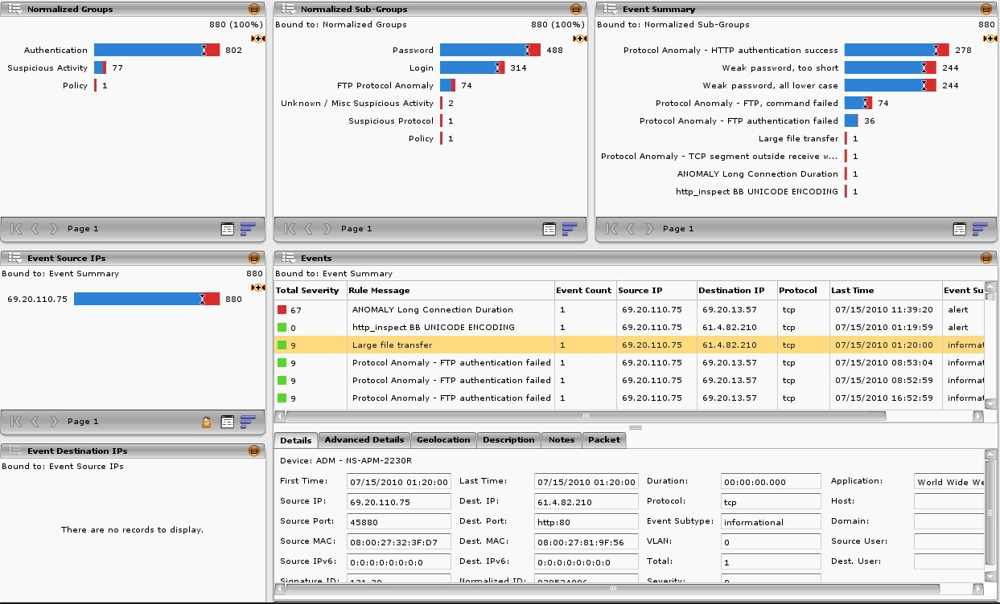 Normalized Groups
880 (100%)
Authentication 802
Suspicious Activity 77
Policy 1
Page 1
Normalized Sub-Groups
Bound to: Normalized Groups 880 (100%)
Password 488
Login 314
FTP Protocol Anomaly 74
Unknown / Misc Suspicious Activity 2
Suspicious Protocol 1
Policy 1
Page 1
Event Summary
Bound to: Normalized Sub-Groups 880
Protocol Anomaly - HTTP authentication success 278
Weak password, too short 244
Weak password, all lower case 244
Protocol Anomaly - FTP, command failed 74
Protocol Anomaly - FTP authentication failed 36
Large file transfer 1
Protocol Anomaly - TCP segment outside receive w... 1
ANOMALY Long Connection Duration 1
http_inspect BB UNICODE ENCODING 1
Page 1
Event Source IPs
Bound to: Event Summary 880
69.20.110.75 880
Page 1
Event Destination IPs
Bound to: Event Source IPs
There are no records to display.
Events
Bound to: Event Summary
Total Severity Rule Message Event Count Source IP Destination IP Protocol Last Time Event Su
67 ANOMALY Long Connection Duration 1 69.20.110.75 69.20.13.57 tcp 07/15/2010 11:39:20 alert
0 http_inspect BB UNICODE ENCODING 1 69.20.110.75 61.4.82.210 tcp 07/15/2010 01:19:59 alert
9 Large file transfer 1 69.20.110.75 61.4.82.210 tcp 07/15/2010 01:20:00 informat
9 Protocol Anomaly - FTP authentication failed 1 69.20.110.75 69.20.13.57 tcp 07/15/2010 08:53:04 informat
9 Protocol Anomaly - FTP authentication failed 1 69.20.110.75 69.20.13.57 tcp 07/15/2010 08:52:59 informat
9 Protocol Anomaly - FTP authentication failed 1 69.20.110.75 69.20.13.57 tcp 07/15/2010 16:52:59 informat
Details Advanced Details Geolocation Description Notes Packet
Device: ADM - NS-APM-2230R
First Time: 07/15/2010 01:20:00 Last Time: 07/15/2010 01:20:00 Duration: 00:00:00.000 Application: World Wide We
Source IP: 69.20.110.75 Dest. IP: 61.4.82.210 Protocol: tcp Host:
Source Port: 45880 Dest. Port: http:80 Event Subtype: informational Domain:
Source MAC: 08:00:27:32:3F:D7 Dest. MAC: 08:00:27:81:9F:56 VLAN: 0 Source User:
Source IPv6: 0:0:0:0:0:0:0:0 Dest. IPv6: 0:0:0:0:0:0:0:0 Total: 1 Dest. User:
Signature ID: Normalized ID: Severity: